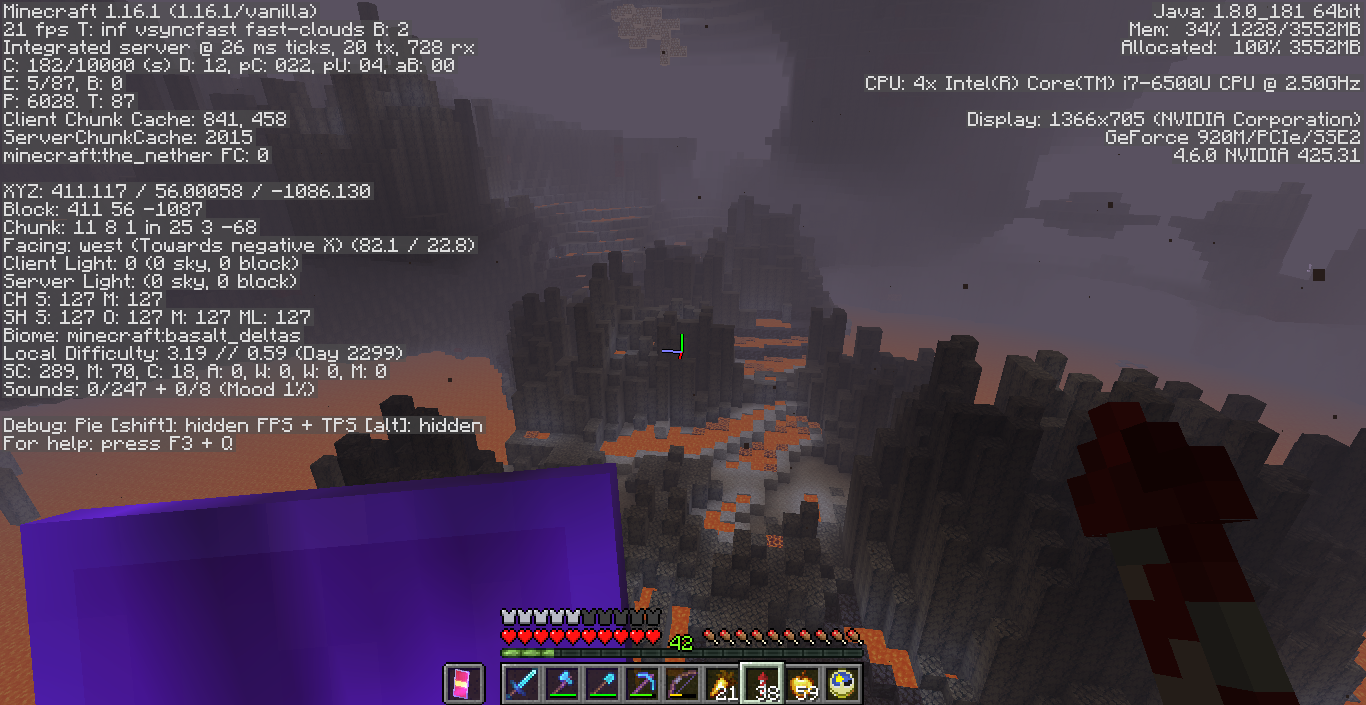 Minecraft 1.16.1 (1.16.1/vanilla)
21 fps T: inf vsyncfast fast-clouds B: 2
Integrated server @ 26 ms ticks, 20 tx, 728 rx
C: 182/10000 (s) D: 12, pC: 022, pU: 04, aB: 00
E: 5/87, B: 0
P: 6028. T: 87
Client Chunk Cache: 841, 458
ServerChunkCache: 2015
minecraft:the_nether FC: 0
XYZ: 411.117 / 56.00058 / -1086.130
Block: 411 56 -1087
Chunk: 11 8 1 in 25 3 -68
Facing: west (Towards negative X) (82.1 / 22.8)
Client Light: 0 (0 sky, 0 block)
Server Light: (0 sky, 0 block)
CH S: 127 M: 127
SH S: 127 O: 127 M: 127 ML: 127
Biome: minecraft:basalt_deltas
Local Difficulty: 3.19 // 0.59 (Day 2299)
SC: 289, M: 70, C: 18, A: 0, W: 0, W: 0, M: 0
Sounds: 0/247 + 0/8 (Mood 1%)
Debug: Pie [shift]: hidden FPS + TPS [alt]: hidden
For help: press F3 + Q
Java: 1.8.0_181 64bit
Mem: 34% 1228/3552MB
Allocated: 100% 3552MB
CPU: 4x Intel(R) Core(TM) i7-6500U CPU @ 2.50GHz
Display: 1366x705 (NVIDIA Corporation)
GeForce 920M/PCIe/SSE2
4.6.0 NVIDIA 425.31
42
21 38 59